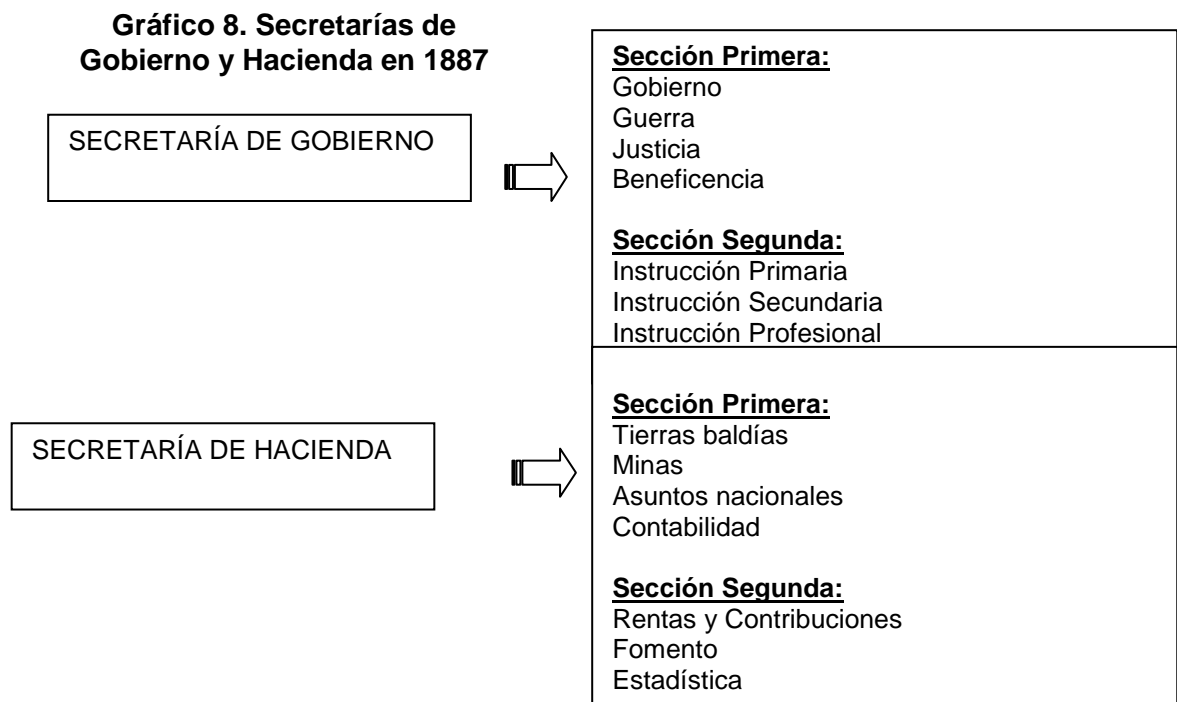 Gráfico 8. Secretarías de
Gobierno y Hacienda en 1887
SECRETARÍA DE GOBIERNO
Sección Primera:
Gobierno
Guerra
Justicia
Beneficencia
Sección Segunda:
Instrucción Primaria
Instrucción Secundaria
Instrucción Profesional
SECRETARÍA DE HACIENDA
Sección Primera:
Tierras baldías
Minas
Asuntos nacionales
Contabilidad
Sección Segunda:
Rentas y Contribuciones
Fomento
Estadística